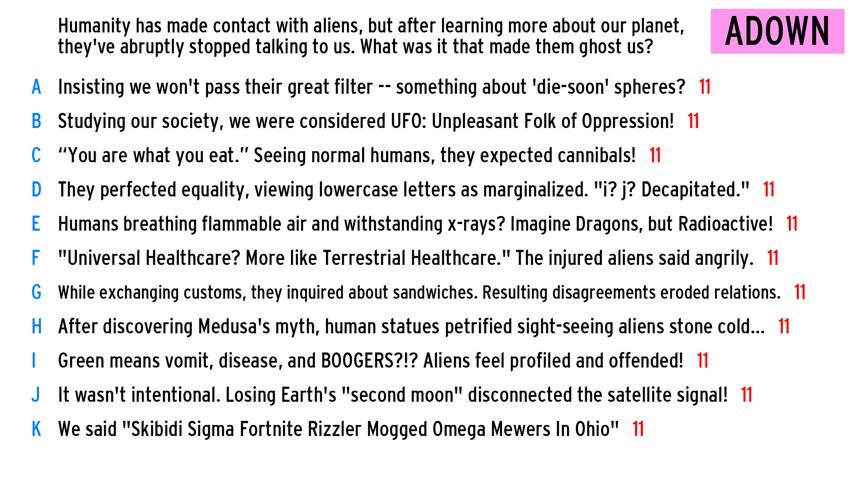 Humanity has made contact with aliens, but after learning more about our planet,
they've abruptly stopped talking to us. What was it that made them ghost us?
ADOWN
A Insisting we won't pass their great filter -- something about 'die-soon' spheres? 11
B Studying our society, we were considered UFO: Unpleasant Folk of Oppression! 11
C “You are what you eat.” Seeing normal humans, they expected cannibals! 11
D They perfected equality, viewing lowercase letters as marginalized. "i? j? Decapitated." 11
E Humans breathing flammable air and withstanding x-rays? Imagine Dragons, but Radioactive! 11
F "Universal Healthcare? More like Terrestrial Healthcare." The injured aliens said angrily. 11
G While exchanging customs, they inquired about sandwiches. Resulting disagreements eroded relations. 11
H After discovering Medusa's myth, human statues petrified sight-seeing aliens stone cold... 11
I Green means vomit, disease, and BOOGERS?!? Aliens feel profiled and offended! 11
J It wasn't intentional. Losing Earth's "second moon" disconnected the satellite signal! 11
K We said "Skibidi Sigma Fortnite Rizzler Mogged Omega Mewers In Ohio" 11